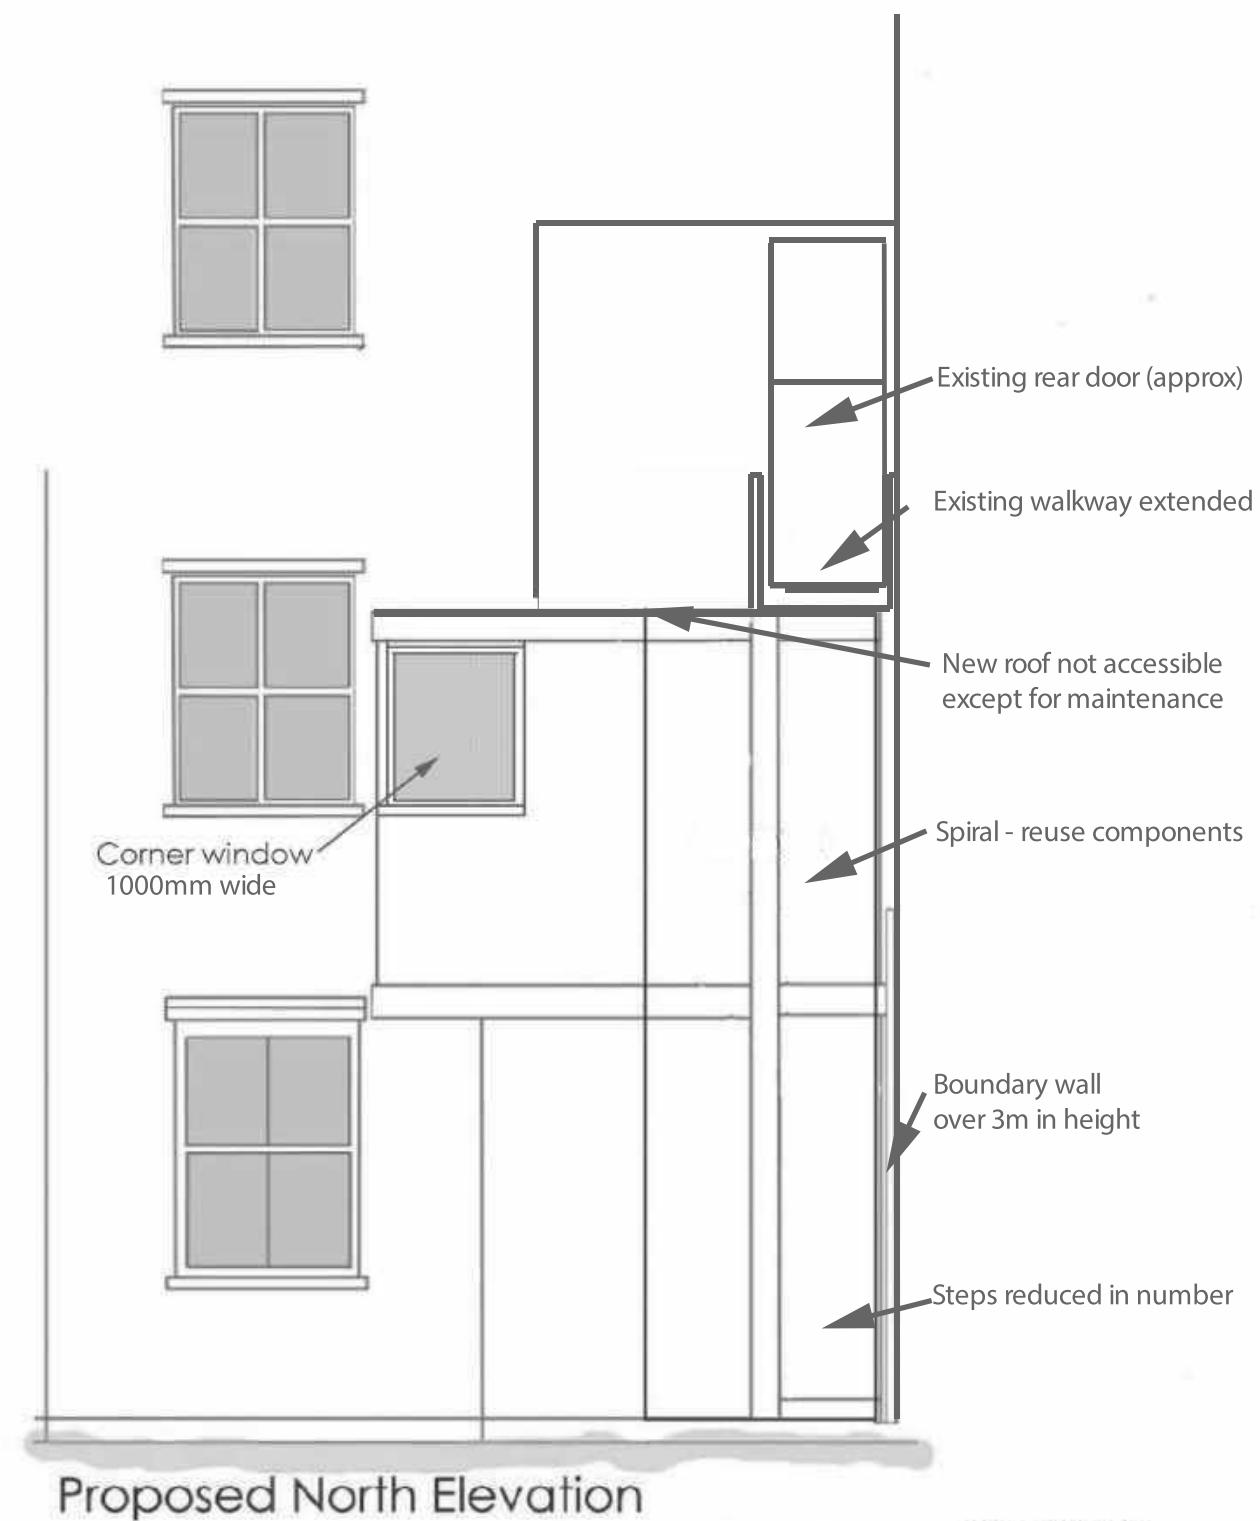 Existing rear door (approx)
Existing walkway extended
New roof not accessible
except for maintenance
Spiral - reuse components
Corner window
1000mm wide
Boundary wall
over 3m in height
Steps reduced in number
Proposed North Elevation